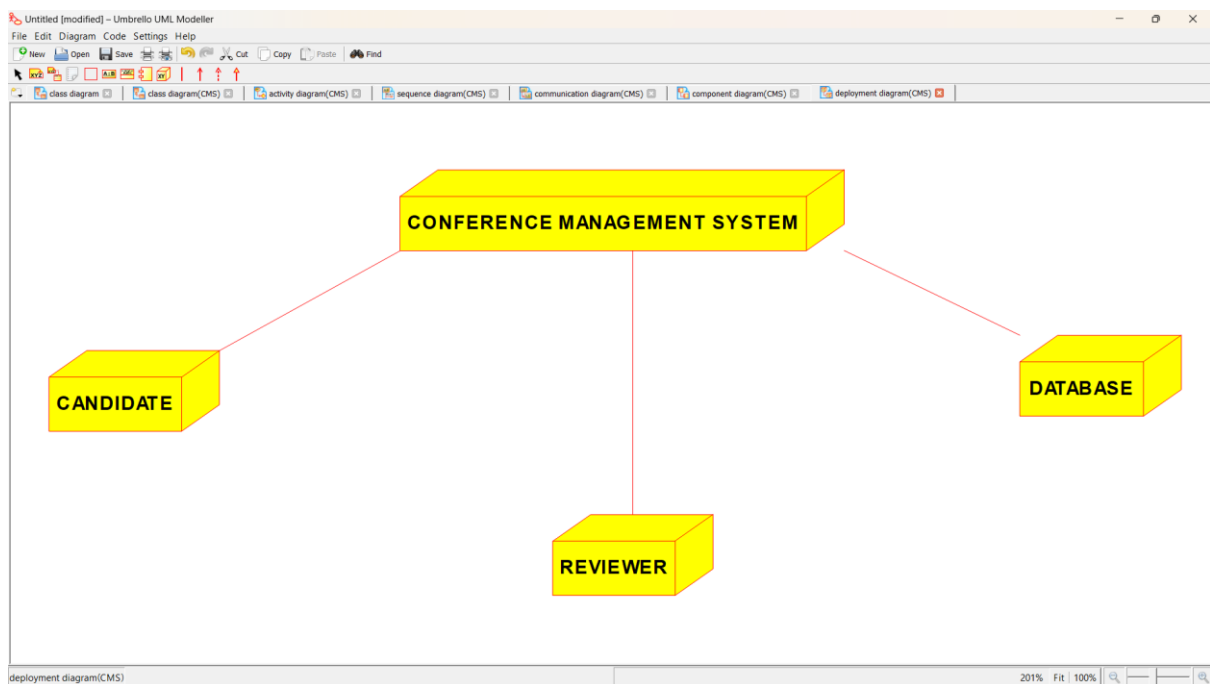 Untitled [modified] – Umbrello UML Modeller
File Edit Diagram Code Settings Help
New Open Save Cut Copy Paste Find
class diagram class diagram(CMS) activity diagram(CMS) sequence diagram(CMS) communication diagram(CMS) component diagram(CMS) deployment diagram(CMS)
CONFERENCE MANAGEMENT SYSTEM
CANDIDATE
DATABASE
REVIEWER
deployment diagram(CMS) 201% Fit 100%